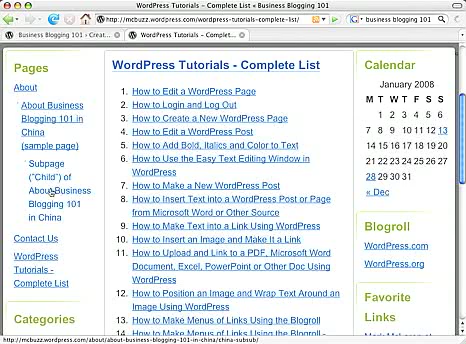 WordPress Tutorials - Complete List « Business Blogging 101
http://mcbuzz.wordpress.com/wordpress-tutorials-complete-list/
business blogging 101
Business Blogging 101 › Creat...
WordPress Tutorials - Complet...
Pages
About
About Business
Blogging 101 in
China
(sample page)
Subpage
("Child") of
About Business
Blogging 101
in China
Contact Us
WordPress
Tutorials -
Complete List
Categories
WordPress Tutorials - Complete List
1. How to Edit a WordPress Page
2. How to Login and Log Out
3. How to Create a New WordPress Page
4. How to Edit a WordPress Post
5. How to Add Bold, Italics and Color to Text
6. How to Use the Easy Text Editing Window in
WordPress
7. How to Make a New WordPress Post
8. How to Insert Text into a WordPress Post or Page
from Microsoft Word or Other Source
9. How to Make Text into a Link Using WordPress
10. How to Insert an Image and Make It a Link
11. How to Upload and Link to a PDF, Microsoft Word
Document, Excel, PowerPoint or Other Doc Using
WordPress
12. How to Position an Image and Wrap Text Around an
Image Using WordPress
13. How to Make Menus of Links Using the Blogroll
14. How to Make Menus of Links Using the Blogroll -
Calendar
January 2008
M T W T F S S
1 2 3 4 5 6
7 8 9 10 11 12 13
14 15 16 17 18 19 20
21 22 23 24 25 26 27
28 29 30 31
« Dec
Blogroll
WordPress.com
WordPress.org
Favorite
Links
http://mcbuzz.wordpress.com/about/about-business-blogging-101-in-china/china-subsub/